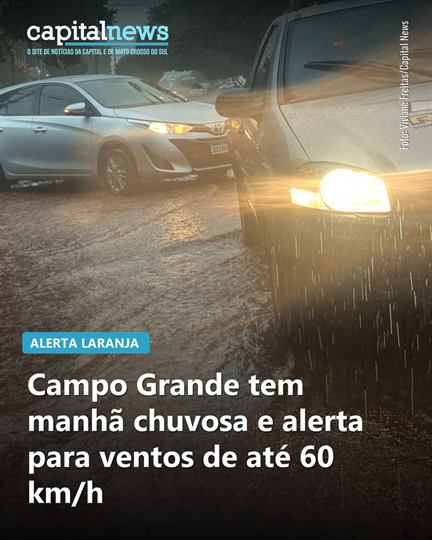 capitalnews
O SITE DE NOTÍCIAS DA CAPITAL E DE MATO GROSSO DO SUL
Foto: Viviane Freitas/Capital News
ALERTA LARANJA
Campo Grande tem
manhã chuvosa e alerta
para ventos de até 60
km/h